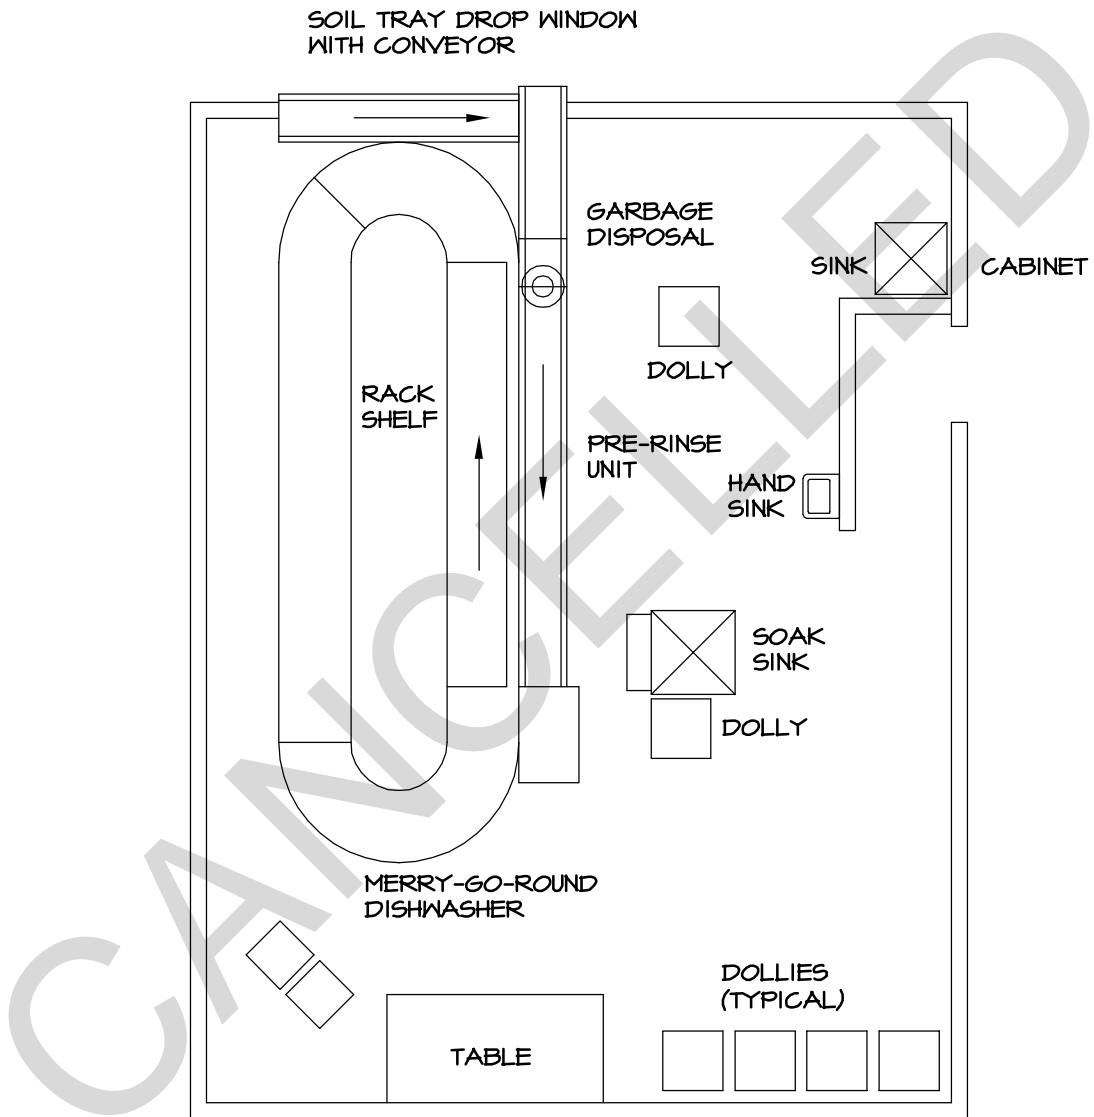 SOIL TRAY DROP WINDOW
WITH CONVEYOR
GARBAGE
DISPOSAL
SINK
CABINET
DOLLY
RACK
SHELF
PRE-RINSE
UNIT
HAND
SINK
SOAK
SINK
DOLLY
MERRY-GO-ROUND
DISHWASHER
DOLLIES
(TYPICAL)
TABLE
CANCELLED